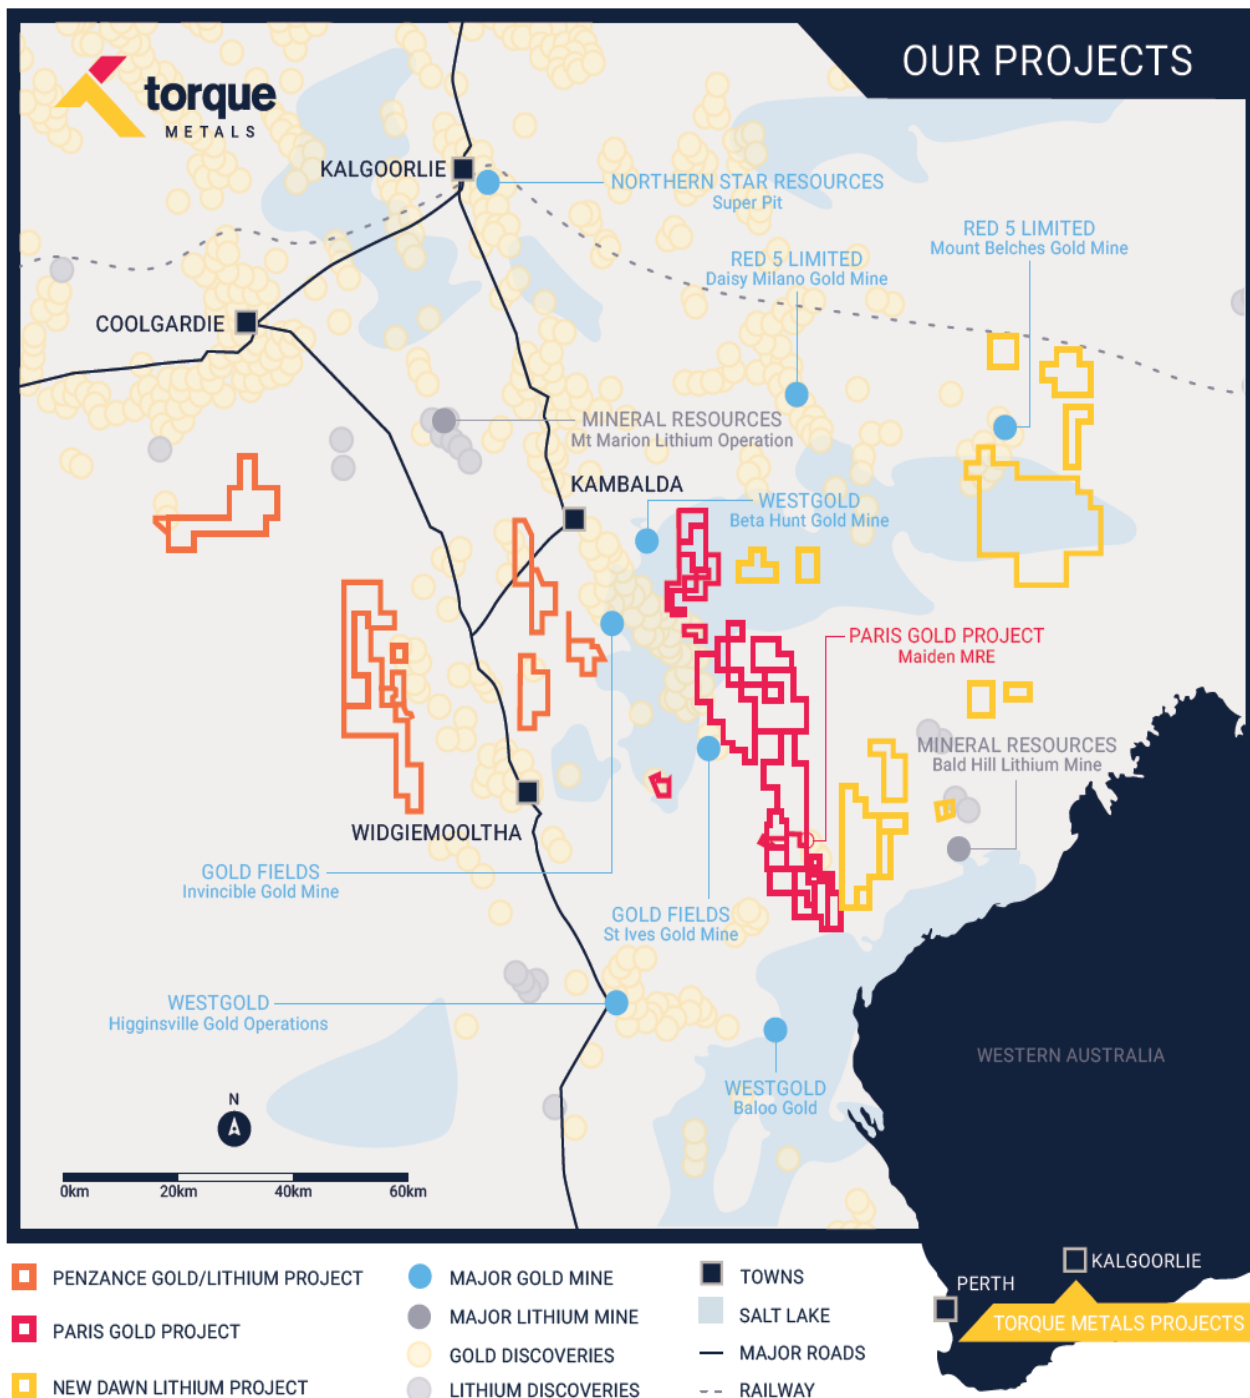 OUR PROJECTS
torque
METALS
KALGOORLIE
NORTHERN STAR RESOURCES
Super Pit
RED 5 LIMITED
Mount Belches Gold Mine
RED 5 LIMITED
Daisy Milano Gold Mine
COOLGARDIE
MINERAL RESOURCES
Mt Marion Lithium Operation
KAMBALDA
WESTGOLD
Beta Hunt Gold Mine
PARIS GOLD PROJECT
Maiden MRE
MINERAL RESOURCES
Bald Hill Lithium Mine
WIDGIEMOOLTHA
GOLD FIELDS
Invincible Gold Mine
GOLD FIELDS
St Ives Gold Mine
WESTGOLD
Higginsville Gold Operations
WESTERN AUSTRALIA
WESTGOLD
Baloo Gold
N
0km 20km 40km 60km
PENZANCE GOLD/LITHIUM PROJECT
PARIS GOLD PROJECT
NEW DAWN LITHIUM PROJECT
MAJOR GOLD MINE
MAJOR LITHIUM MINE
GOLD DISCOVERIES
LITHIUM DISCOVERIES
TOWNS
SALT LAKE
MAJOR ROADS
RAILWAY
KALGOORLIE
PERTH
TORQUE METALS PROJECTS